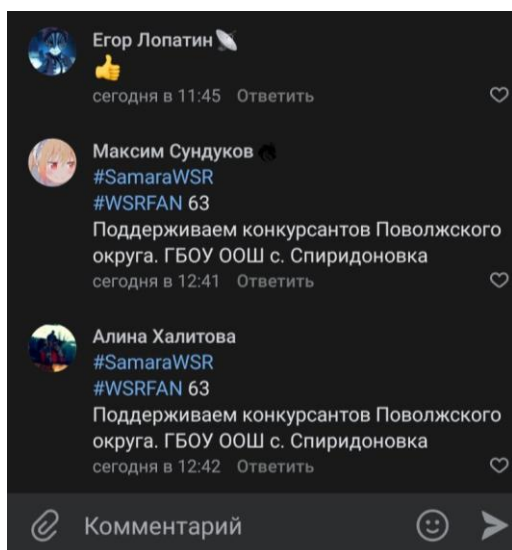 Егор Лопатин📡
👍
сегодня в 11:45 Ответить
Максим Сундуков
#SamaraWSR
#WSRFAN 63
Поддерживаем конкурсантов Поволжского
округа. ГБОУ ООШ с. Спиридоновка
сегодня в 12:41 Ответить
Алина Халитова
#SamaraWSR
#WSRFAN 63
Поддерживаем конкурсантов Поволжского
округа. ГБОУ ООШ с. Спиридоновка
сегодня в 12:42 Ответить
Комментарий